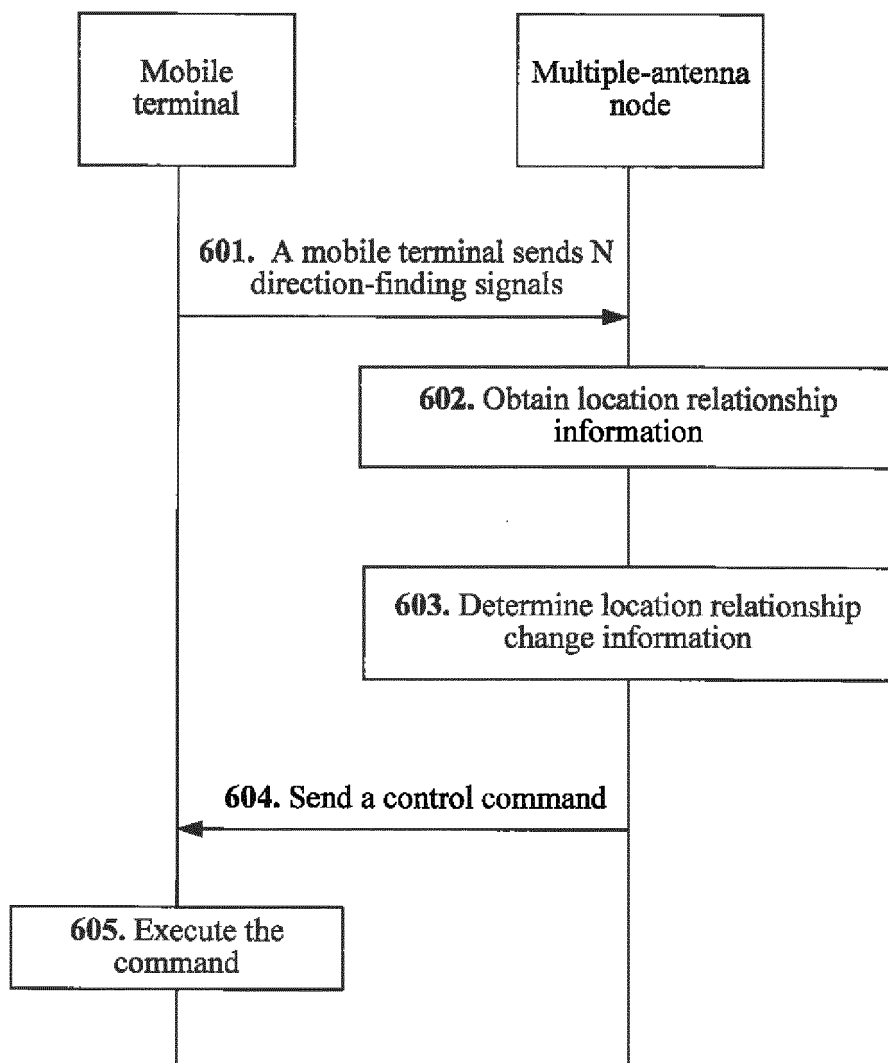 Mobile
terminal
Multiple-antenna
node
601. A mobile terminal sends N
direction-finding signals
602. Obtain location relationship
information
603. Determine location relationship
change information
604. Send a control command
605. Execute the
command